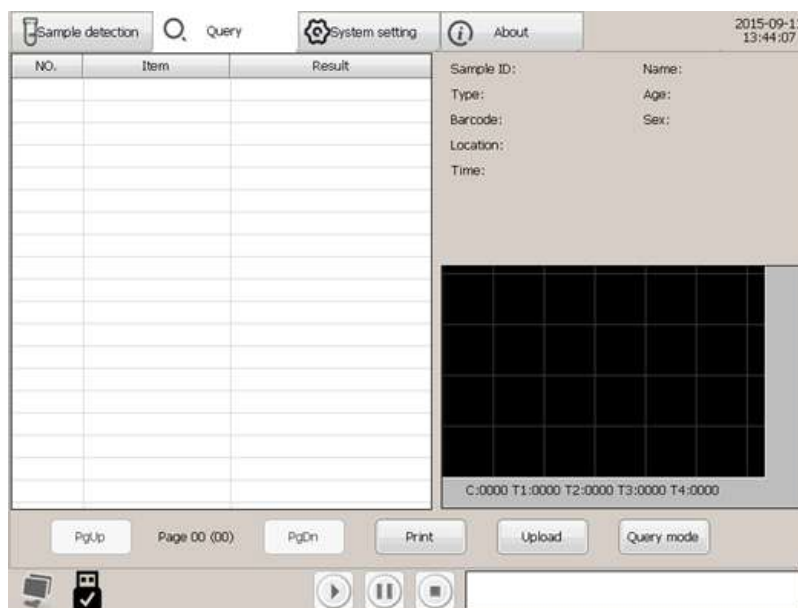 Sample detection Query System setting About
2015-09-11
13:44:07
NO. Item Result
Sample ID: Name:
Type: Age:
Barcode: Sex:
Location:
Time:
C:0000 T1:0000 T2:0000 T3:0000 T4:0000
PgUp Page 00 (00) PgDn Print Upload Query mode